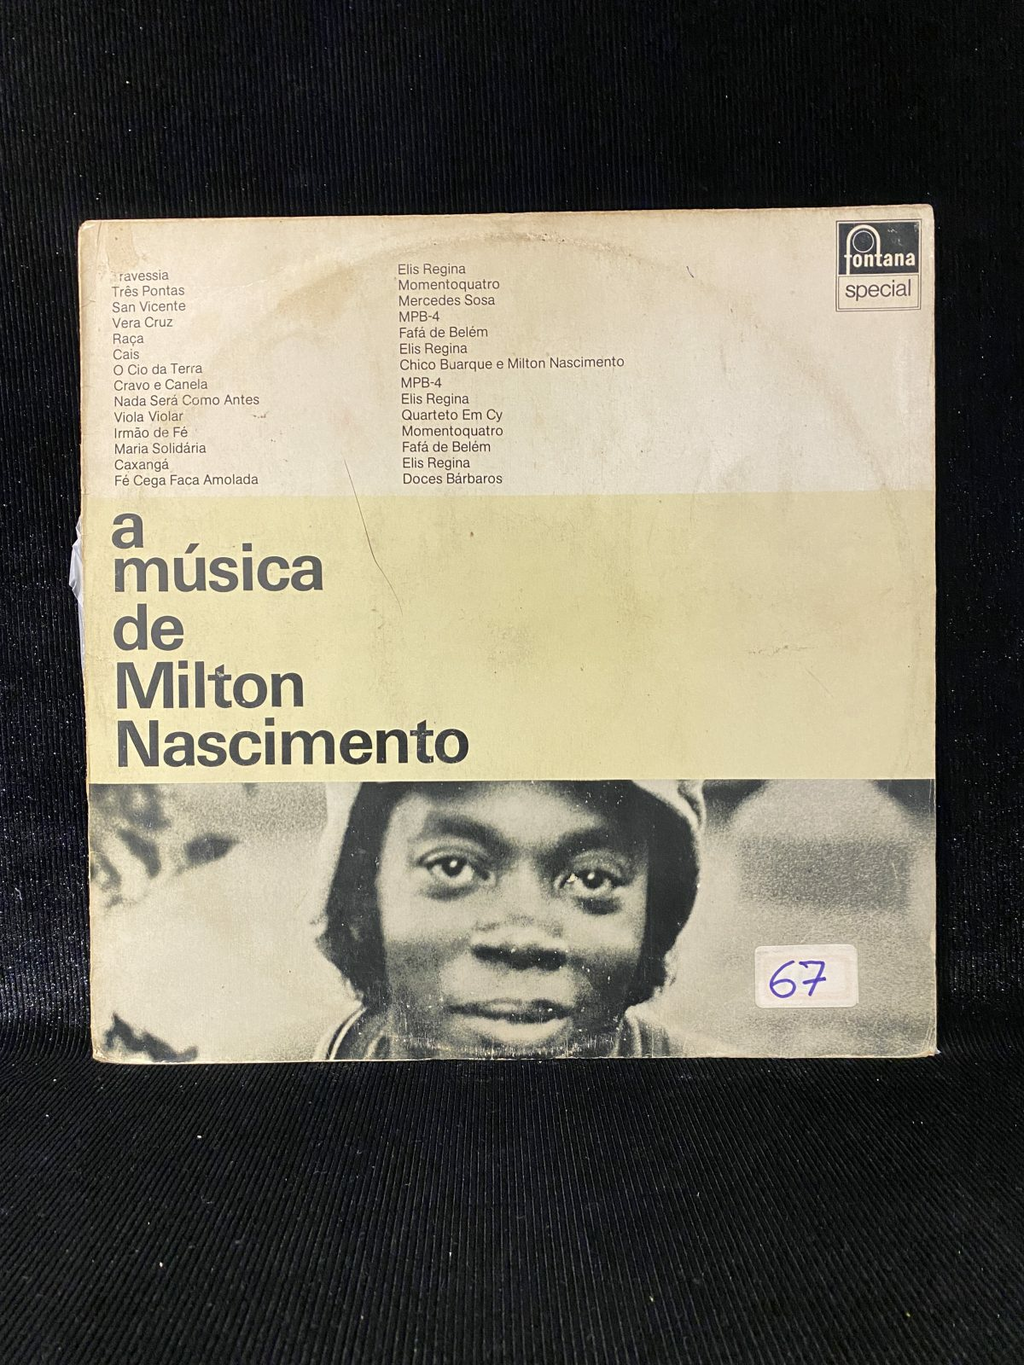 ravessia Elis Regina
Três Pontas Momentoquatro
San Vicente Mercedes Sosa
Vera Cruz MPB-4
Raça Fafá de Belém
Cais Elis Regina
O Cio da Terra Chico Buarque e Milton Nascimento
Cravo e Canela MPB-4
Nada Será Como Antes Elis Regina
Viola Violar Quarteto Em Cy
Irmão de Fé Momentoquatro
Maria Solidária Fafá de Belém
Caxangá Elis Regina
Fé Cega Faca Amolada Doces Bárbaros
fontana
special
a
música
de
Milton
Nascimento
67